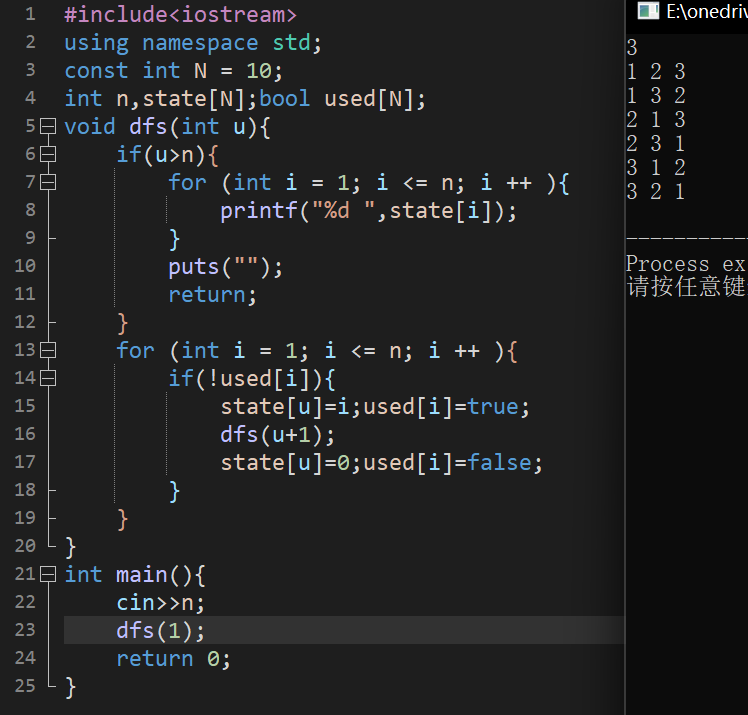 1 #include<iostream>
2 using namespace std;
3 const int N = 10;
4 int n,state[N];bool used[N];
5 void dfs(int u){
6     if(u>n){
7         for (int i = 1; i <= n; i ++ ){
8             printf("%d ",state[i]);
9         }
10         puts("");
11         return;
12     }
13     for (int i = 1; i <= n; i ++ ){
14         if(!used[i]){
15             state[u]=i;used[i]=true;
16             dfs(u+1);
17             state[u]=0;used[i]=false;
18         }
19     }
20 }
21 int main(){
22     cin>>n;
23     dfs(1);
24     return 0;
25 }
E:\onedriv
3
1 2 3
1 3 2
2 1 3
2 3 1
3 1 2
3 2 1
-----------
Process ex
请按任意键